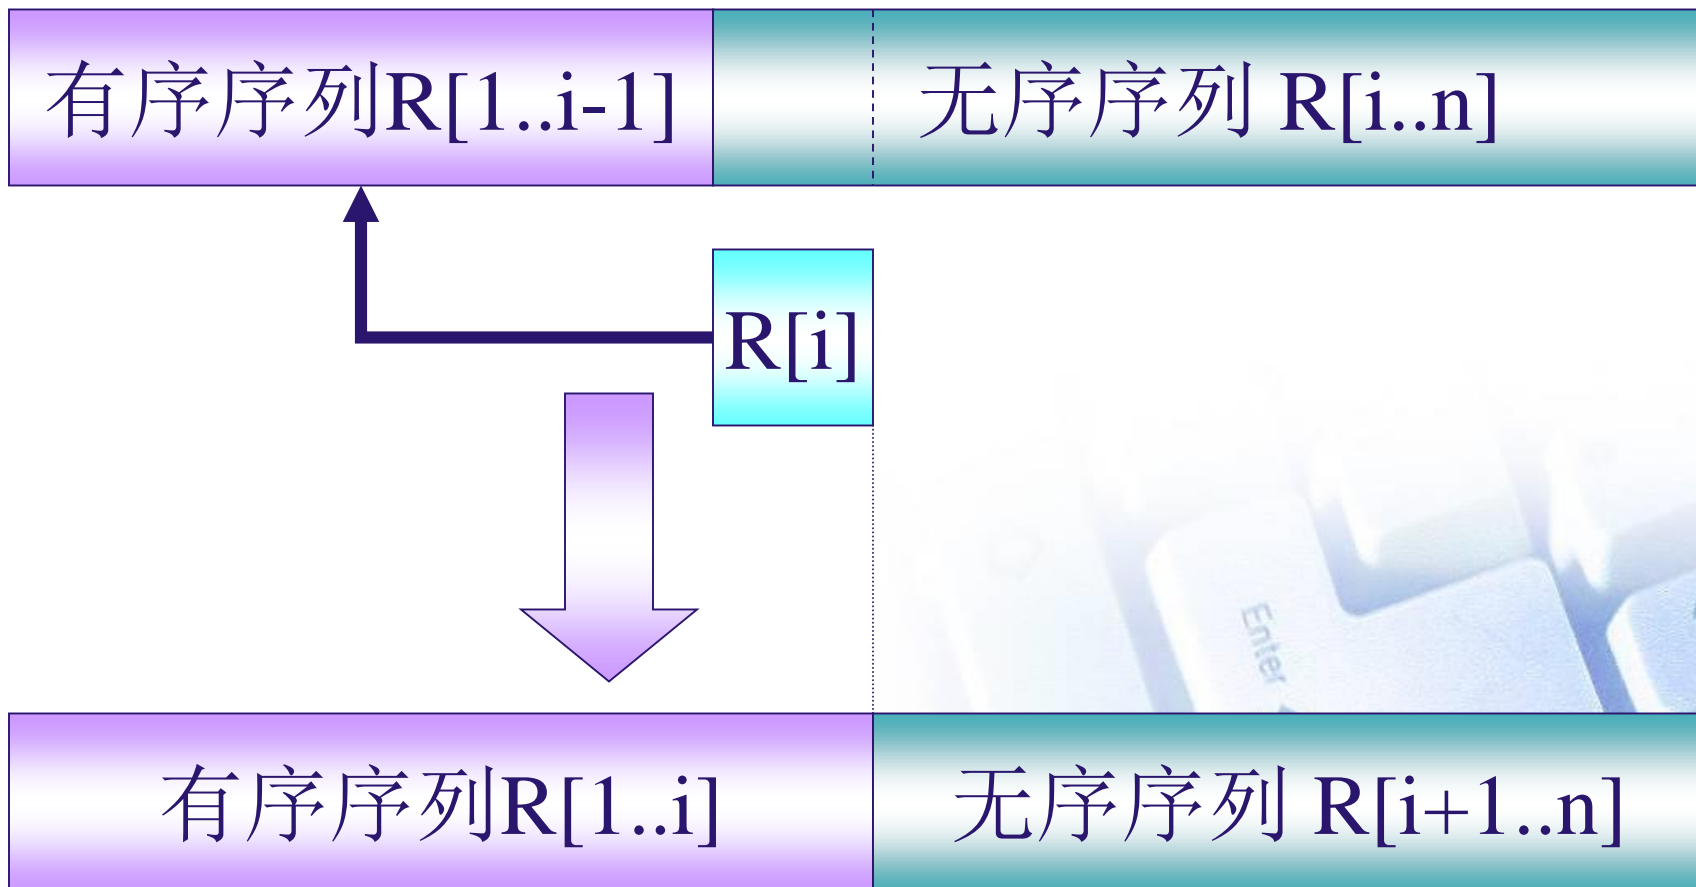 有序序列R[1..i-1]
无序序列 R[i..n]
R[i]
Enter
有序序列R[1..i]
无序序列 R[i+1..n]